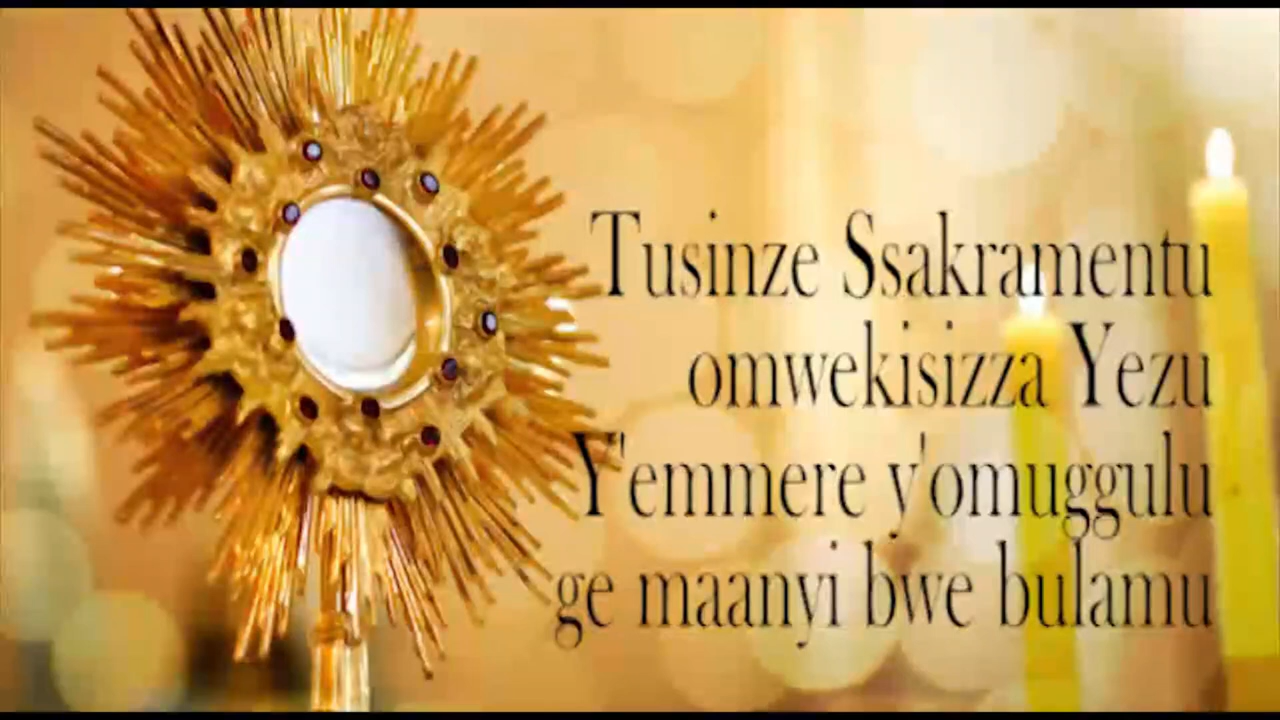 Tusinze Ssakramentu
omwekisizza Yezu
Y'emmere y'omuggulu
ge maanyi bwe bulamu